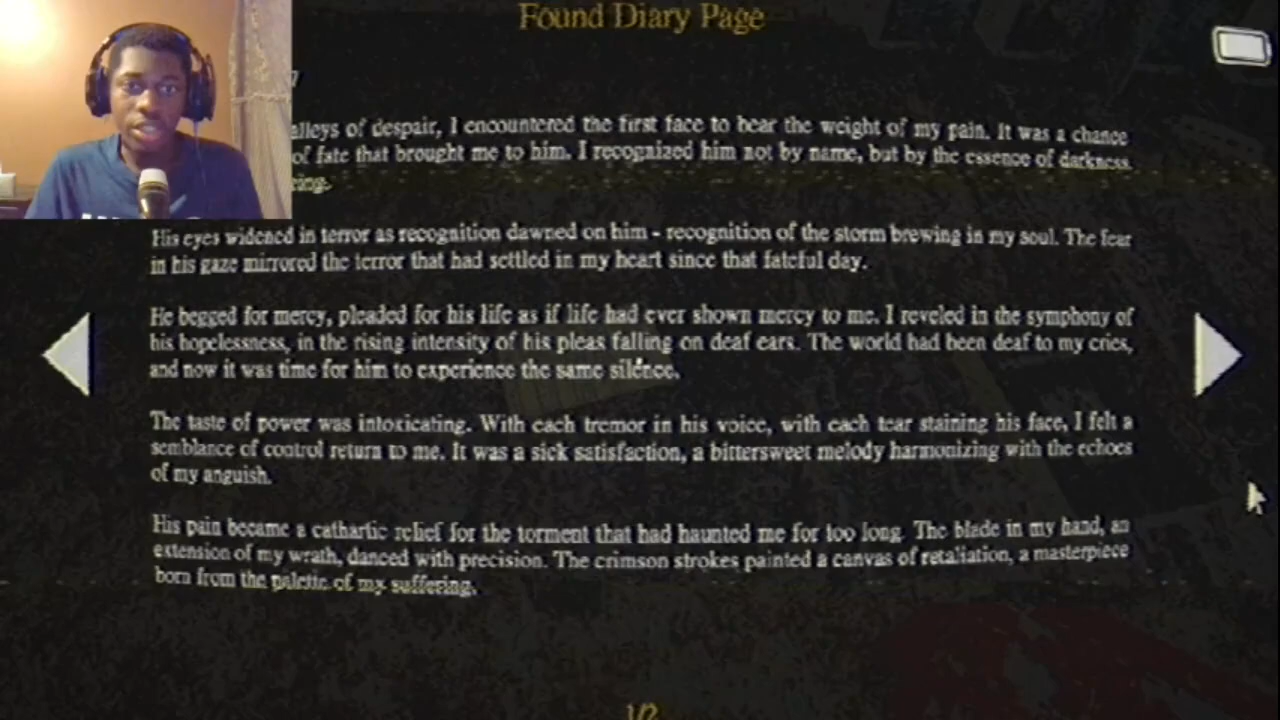 Found Diary Page
7
alleys of despair, I encountered the first face to bear the weight of my pain. It was a chance
of fate that brought me to him. I recognized him not by name, but by the essence of darkness
His eyes widened in terror as recognition dawned on him - recognition of the storm brewing in my soul. The fear
in his gaze mirrored the terror that had settled in my heart since that fateful day.
He begged for mercy, pleaded for his life as if life had ever shown mercy to me. I reveled in the symphony of
his hopelessness, in the rising intensity of his pleas falling on deaf ears. The world had been deaf to my cries,
and now it was time for him to experience the same silence.
The taste of power was intoxicating. With each tremor in his voice, with each tear staining his face, I felt a
semblance of control return to me. It was a sick satisfaction, a bittersweet melody harmonizing with the echoes
of my anguish.
His pain became a cathartic relief for the torment that had haunted me for too long. The blade in my hand, an
extension of my wrath, danced with precision. The crimson strokes painted a canvas of retaliation, a masterpiece
born from the palette of my suffering.
1/2